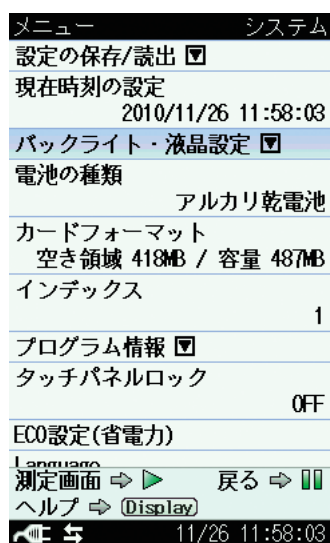 メニュー システム
設定の保存/読出 ▼
現在時刻の設定
2010/11/26 11:58:03
バックライト・液晶設定 ▼
電池の種類
アルカリ乾電池
カードフォーマット
空き領域 418MB / 容量 487MB
インデックス
1
プログラム情報 ▼
タッチパネルロック
OFF
ECO設定(省電力)
Language
測定画面 ⇨ ▷ 戻る ⇨ ▯▯
ヘルプ ⇨ (Display)
11/26 11:58:03